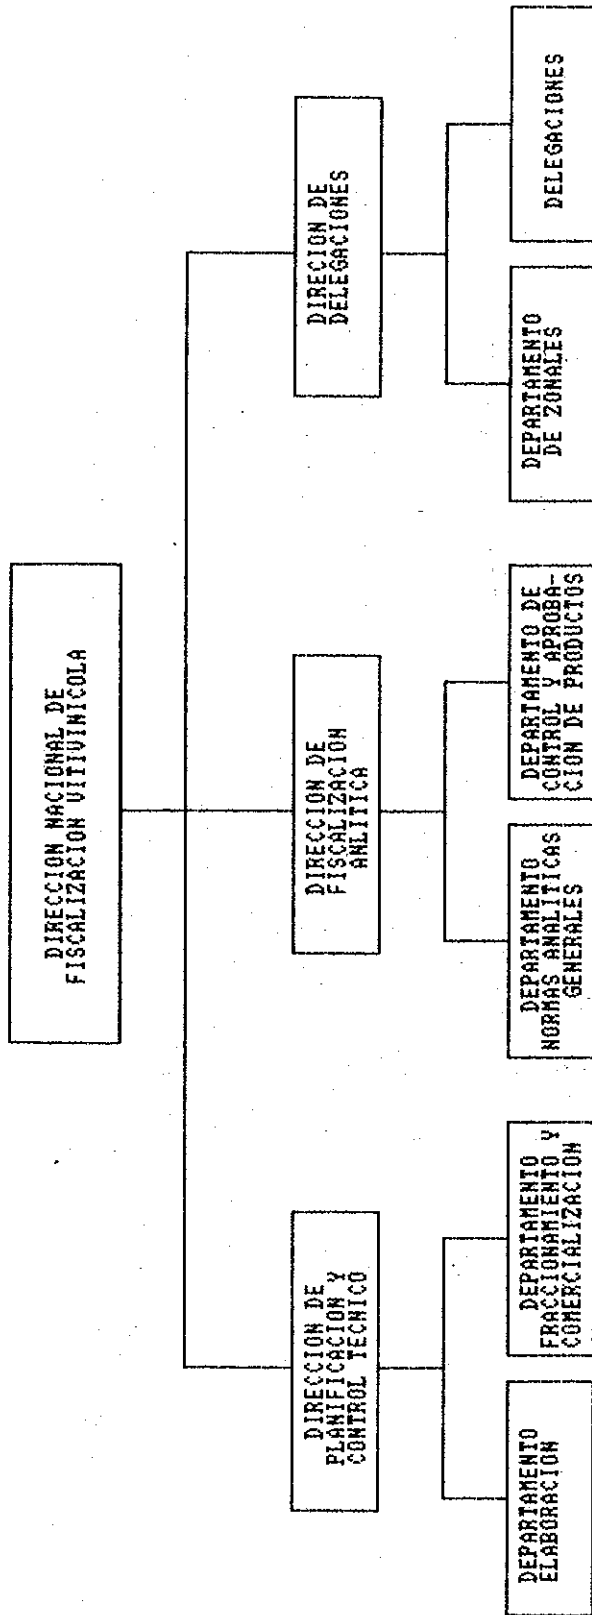 DIRECCION NACIONAL DE
FISCALIZACION VITIVINICOLA
DIRECCION DE
PLANIFICACION Y
CONTROL TECNICO
DIRECCION DE
FISCALIZACION
ANLITICA
DIRECION DE
DELEGACIONES
DEPARTAMENTO
ELABORACION
DEPARTAMENTO
FRACCIONAMIENTO Y
COMERCIALIZACION
DEPARTAMENTO
NORMAS ANALITICAS
GENERALES
DEPARTAMENTO DE
CONTROL Y APROBA-
CION DE PRODUCTOS
DEPARTAMENTO
DE ZONALES
DELEGACIONES